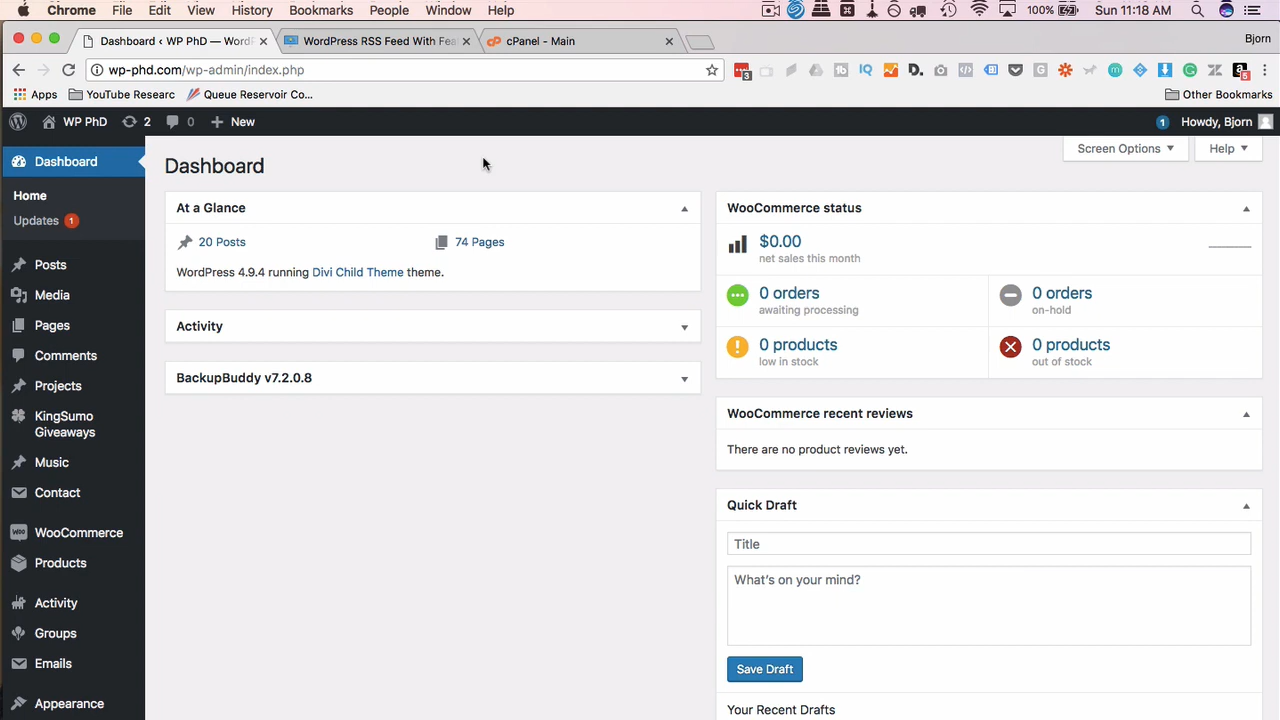 Chrome File Edit View History Bookmarks People Window Help 100% Sun 11:18 AM
Dashboard ‹ WP PhD — WordP WordPress RSS Feed With Fea cPanel - Main Bjorn
wp-phd.com/wp-admin/index.php
Apps YouTube Researc Queue Reservoir Co... Other Bookmarks
WP PhD 2 0 New 1 Howdy, Bjorn
Screen Options Help
Dashboard
Home
Updates 1
Posts
Media
Pages
Comments
Projects
KingSumo
Giveaways
Music
Contact
WooCommerce
Products
Activity
Groups
Emails
Appearance
Dashboard
At a Glance
20 Posts 74 Pages
WordPress 4.9.4 running Divi Child Theme theme.
Activity
BackupBuddy v7.2.0.8
WooCommerce status
$0.00
net sales this month
0 orders
awaiting processing
0 orders
on-hold
0 products
low in stock
0 products
out of stock
WooCommerce recent reviews
There are no product reviews yet.
Quick Draft
Title
What's on your mind?
Save Draft
Your Recent Drafts